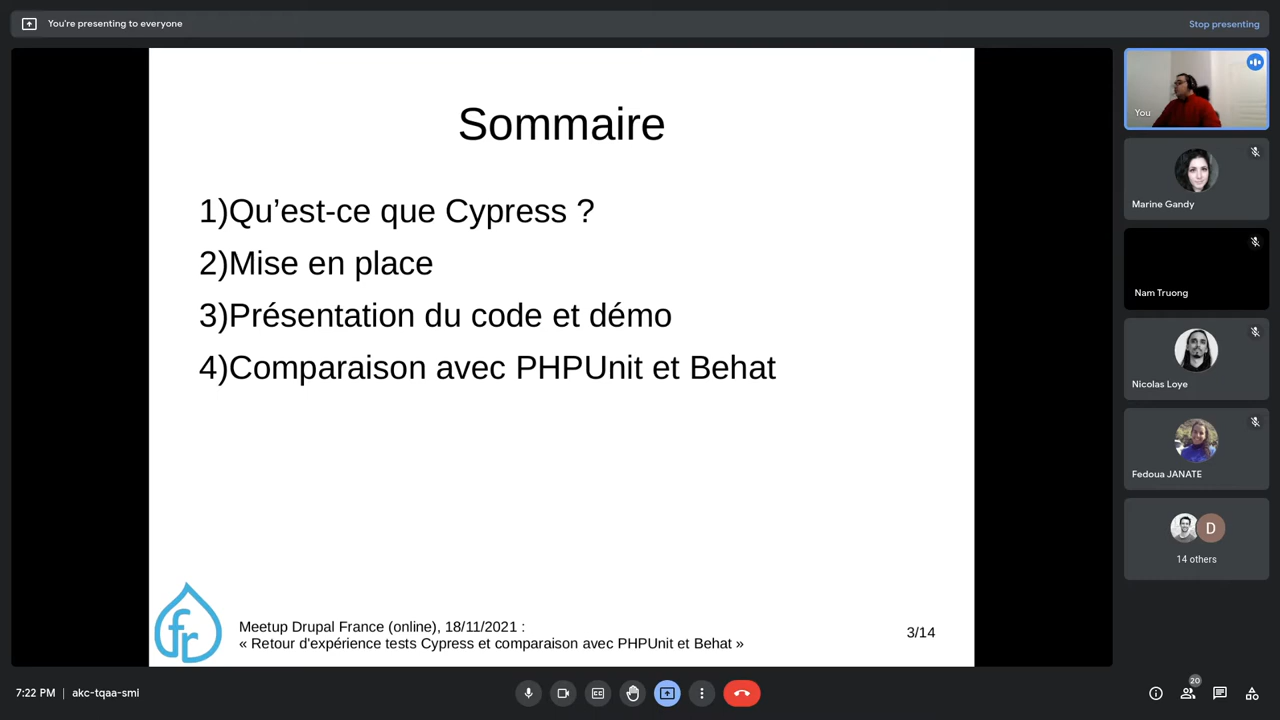 You're presenting to everyone
Stop presenting
Sommaire
1)Qu’est-ce que Cypress ?
2)Mise en place
3)Présentation du code et démo
4)Comparaison avec PHPUnit et Behat
fr
Meetup Drupal France (online), 18/11/2021 :
« Retour d'expérience tests Cypress et comparaison avec PHPUnit et Behat »
3/14
You
Marine Gandy
Nam Truong
Nicolas Loye
Fedoua JANATE
D
14 others
7:22 PM | akc-tqaa-smi
20